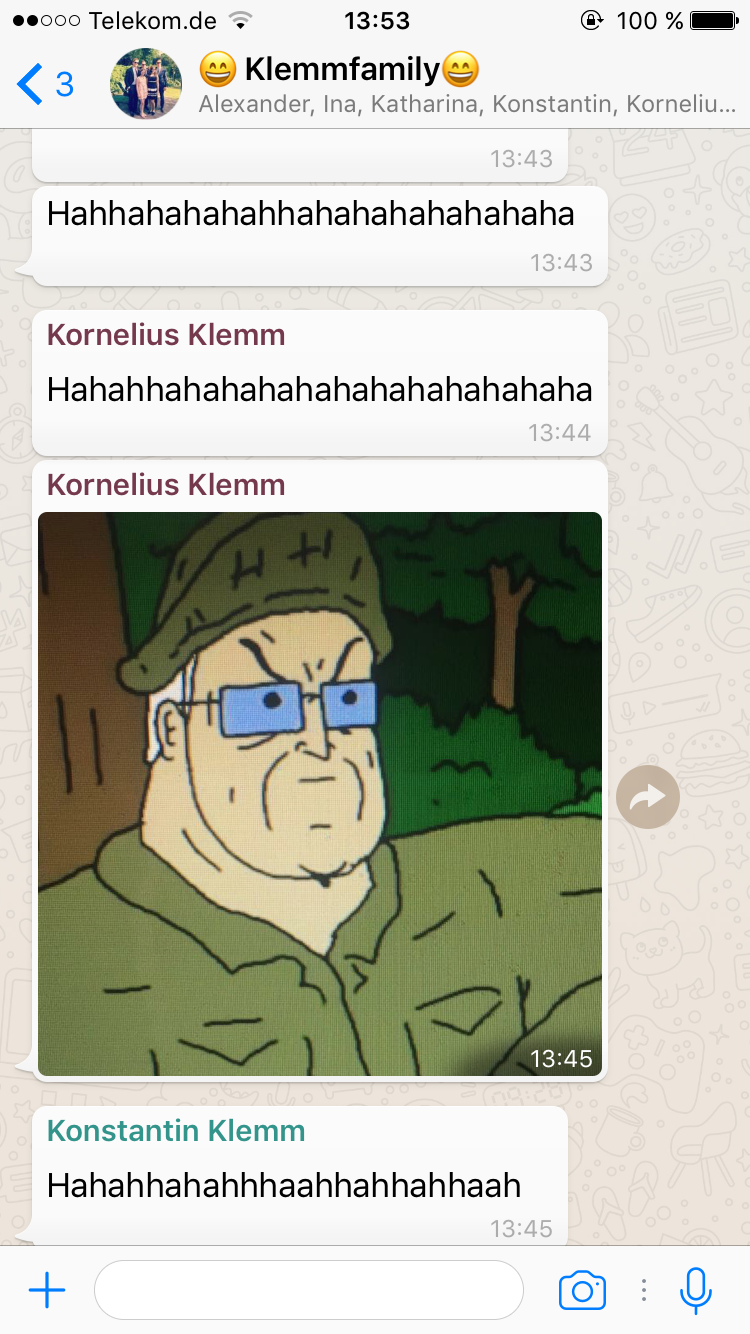 Telekom.de 13:53 100 %
3 😄 Klemmfamily😄
Alexander, Ina, Katharina, Konstantin, Korneliu...
13:43
Hahhahahahahhahahahahahahaha
13:43
Kornelius Klemm
Hahahhahahahahahahahahahahaha
13:44
Kornelius Klemm
13:45
Konstantin Klemm
Hahahhahahhhaahhahhahhaah
13:45